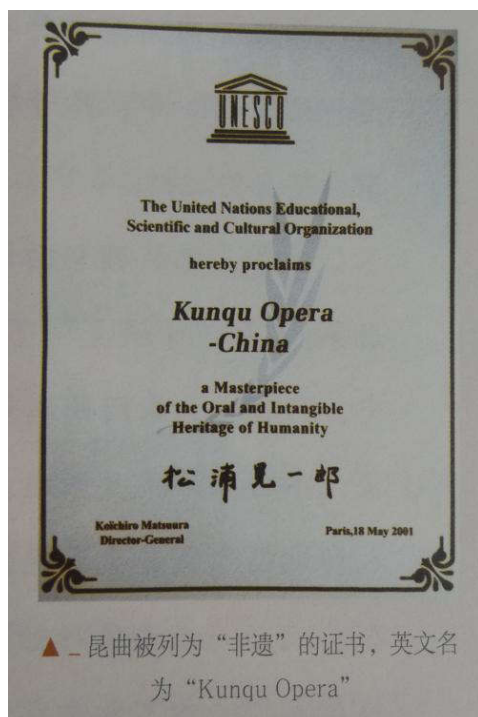 UNESCO
The United Nations Educational,
Scientific and Cultural Organization
hereby proclaims
Kunqu Opera
-China
a Masterpiece
of the Oral and Intangible
Heritage of Humanity
松浦晃一郎
Koïchiro Matsuura
Director-General
Paris,18 May 2001
▲ _ 昆曲被列为“非遗”的证书，英文名
为“Kunqu Opera”